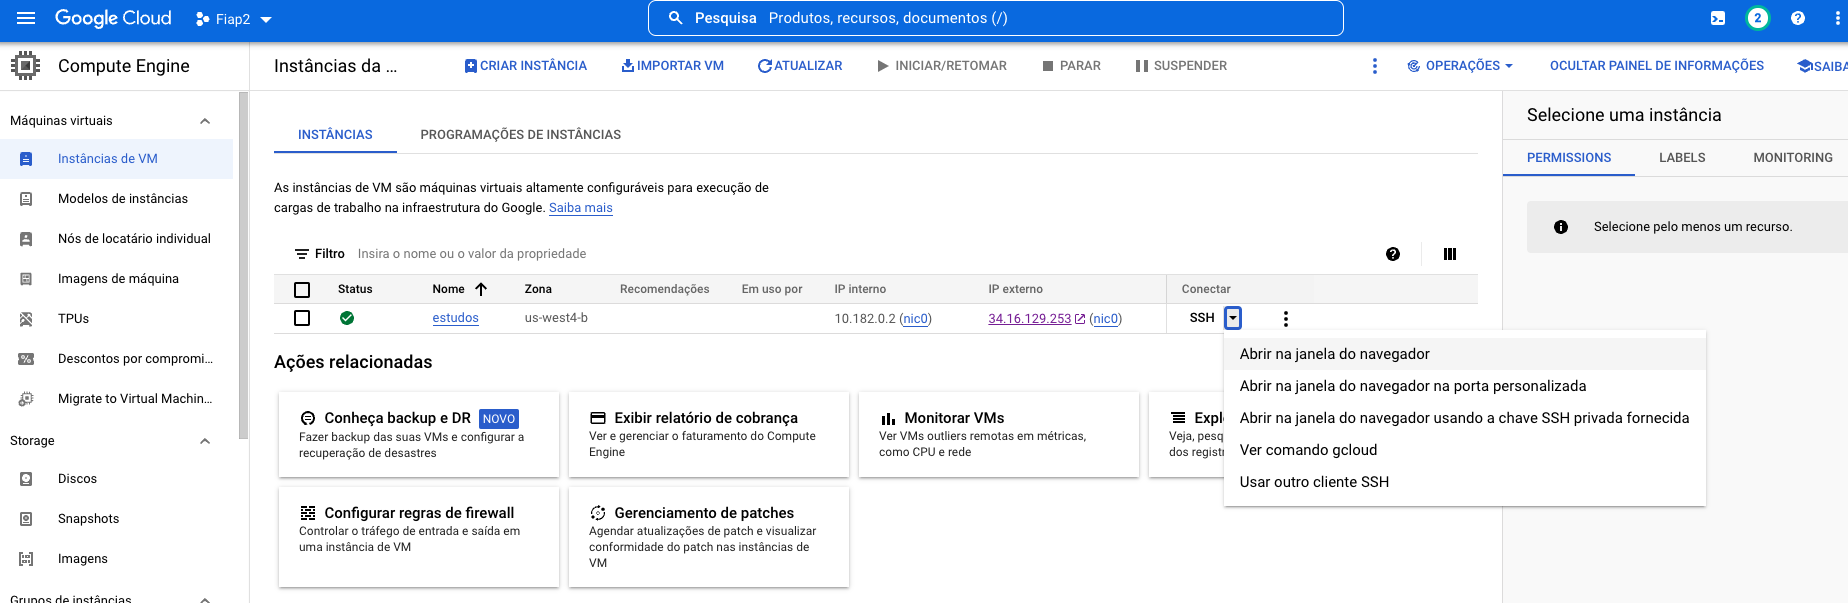 Google Cloud
Fiap2
Pesquisa Produtos, recursos, documentos (/)
2
Compute Engine
Instâncias da ...
CRIAR INSTÂNCIA
IMPORTAR VM
ATUALIZAR
INICIAR/RETOMAR
PARAR
SUSPENDER
OPERAÇÕES
OCULTAR PAINEL DE INFORMAÇÕES
SAIBA
Máquinas virtuais
Instâncias de VM
Modelos de instâncias
Nós de locatário individual
Imagens de máquina
TPUs
Descontos por compromi...
Migrate to Virtual Machin...
Storage
Discos
Snapshots
Imagens
Grupos de instâncias
INSTÂNCIAS
PROGRAMAÇÕES DE INSTÂNCIAS
As instâncias de VM são máquinas virtuais altamente configuráveis para execução de
cargas de trabalho na infraestrutura do Google. Saiba mais
Filtro Insira o nome ou o valor da propriedade
Status Nome Zona Recomendações Em uso por IP interno IP externo Conectar
estudos us-west4-b 10.182.0.2 (nic0) 34.16.129.253 (nic0) SSH
Abrir na janela do navegador
Abrir na janela do navegador na porta personalizada
Abrir na janela do navegador usando a chave SSH privada fornecida
Ver comando gcloud
Usar outro cliente SSH
Ações relacionadas
Conheça backup e DR NOVO
Fazer backup das suas VMs e configurar a
recuperação de desastres
Exibir relatório de cobrança
Ver e gerenciar o faturamento do Compute
Engine
Monitorar VMs
Ver VMs outliers remotas em métricas,
como CPU e rede
Expl
Veja, pesq
dos registr
Configurar regras de firewall
Controlar o tráfego de entrada e saída em
uma instância de VM
Gerenciamento de patches
Agendar atualizações de patch e visualizar
conformidade do patch nas instâncias de
VM
Selecione uma instância
PERMISSIONS
LABELS
MONITORING
Selecione pelo menos um recurso.